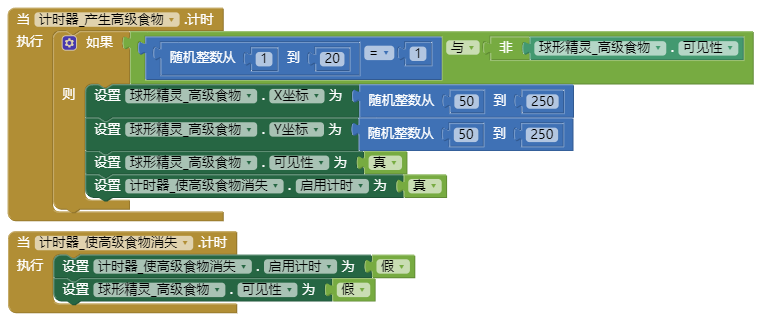 当 计时器_产生高级食物 .计时
执行 如果 随机整数从 1 到 20 = 1 与 非 球形精灵_高级食物 . 可见性
则 设置 球形精灵_高级食物 . X坐标 为 随机整数从 50 到 250
设置 球形精灵_高级食物 . Y坐标 为 随机整数从 50 到 250
设置 球形精灵_高级食物 . 可见性 为 真
设置 计时器_使高级食物消失 . 启用计时 为 真
当 计时器_使高级食物消失 .计时
执行 设置 计时器_使高级食物消失 . 启用计时 为 假
设置 球形精灵_高级食物 . 可见性 为 假